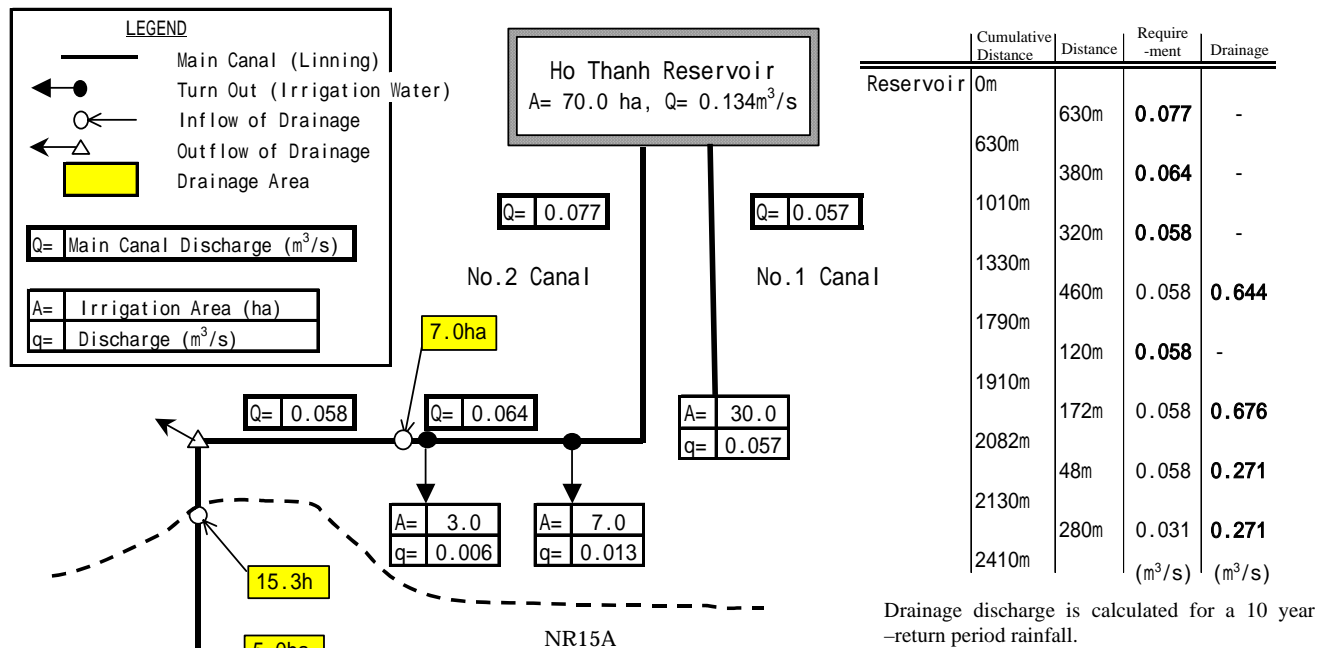 LEGEND
Main Canal (Linning)
Turn Out (Irrigation Water)
Inflow of Drainage
Outflow of Drainage
Drainage Area
Q= Main Canal Discharge (m³/s)
A= Irrigation Area (ha)
q= Discharge (m³/s)
Ho Thanh Reservoir
A= 70.0 ha, Q= 0.134m³/s
Q= 0.077
Q= 0.057
No.2 Canal
No.1 Canal
7.0ha
Q= 0.058
Q= 0.064
A= 30.0
q= 0.057
A= 3.0
q= 0.006
A= 7.0
q= 0.013
15.3h
5.0ha
NR15A
Cumulative Distance Distance Require-ment Drainage
Reservoir 0m
630m 0.077 -
630m
380m 0.064 -
1010m
320m 0.058 -
1330m
460m 0.058 0.644
1790m
120m 0.058 -
1910m
172m 0.058 0.676
2082m
48m 0.058 0.271
2130m
280m 0.031 0.271
2410m
(m³/s) (m³/s)
Drainage discharge is calculated for a 10 year
–return period rainfall.